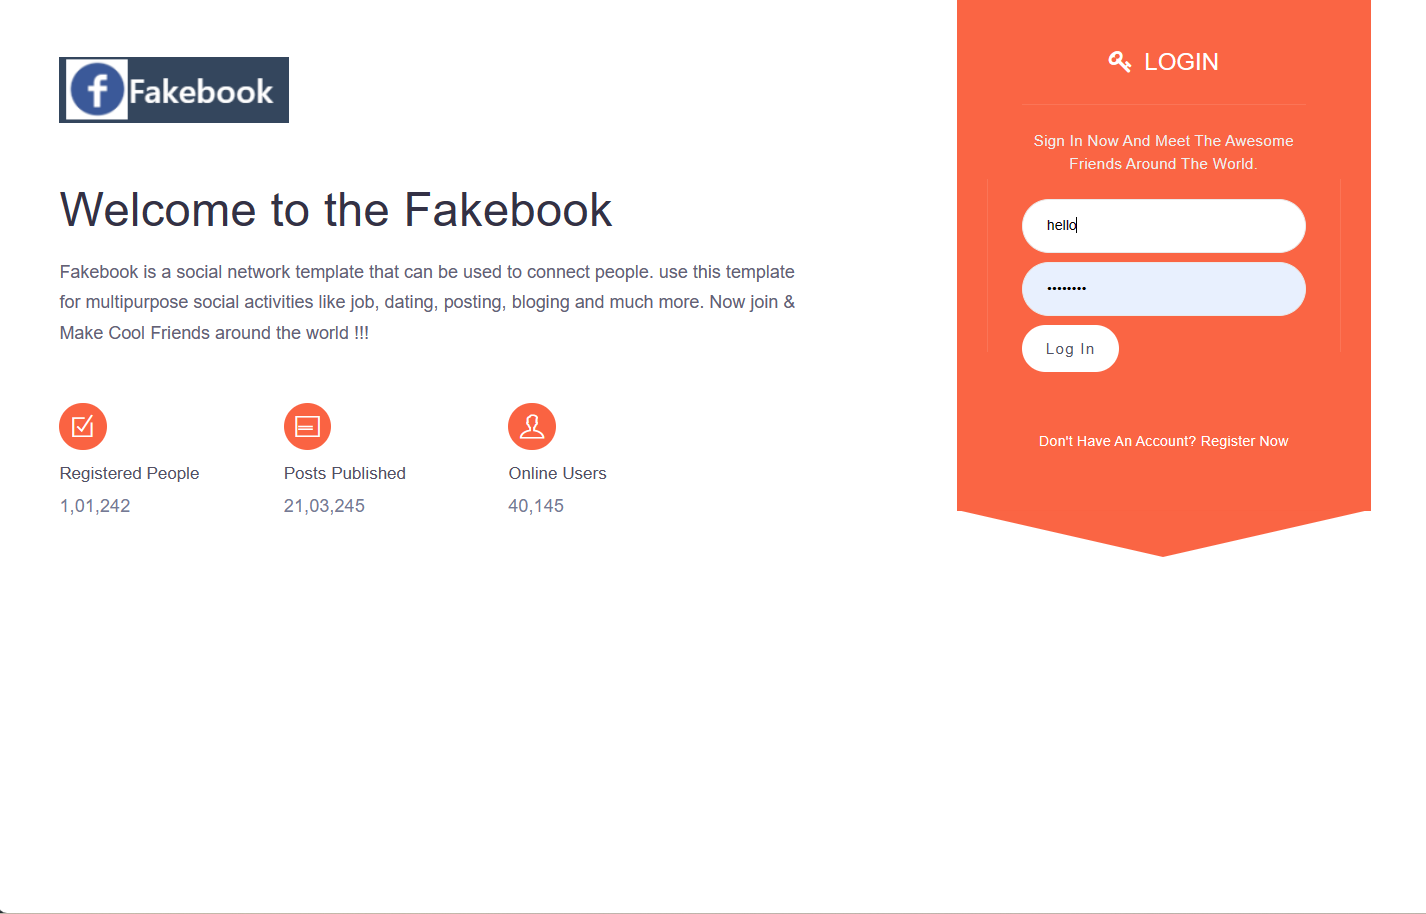 Fakebook
Welcome to the Fakebook
Fakebook is a social network template that can be used to connect people. use this template
for multipurpose social activities like job, dating, posting, bloging and much more. Now join &
Make Cool Friends around the world !!!
Registered People
1,01,242
Posts Published
21,03,245
Online Users
40,145
LOGIN
Sign In Now And Meet The Awesome
Friends Around The World.
hello
••••••••
Log In
Don't Have An Account? Register Now